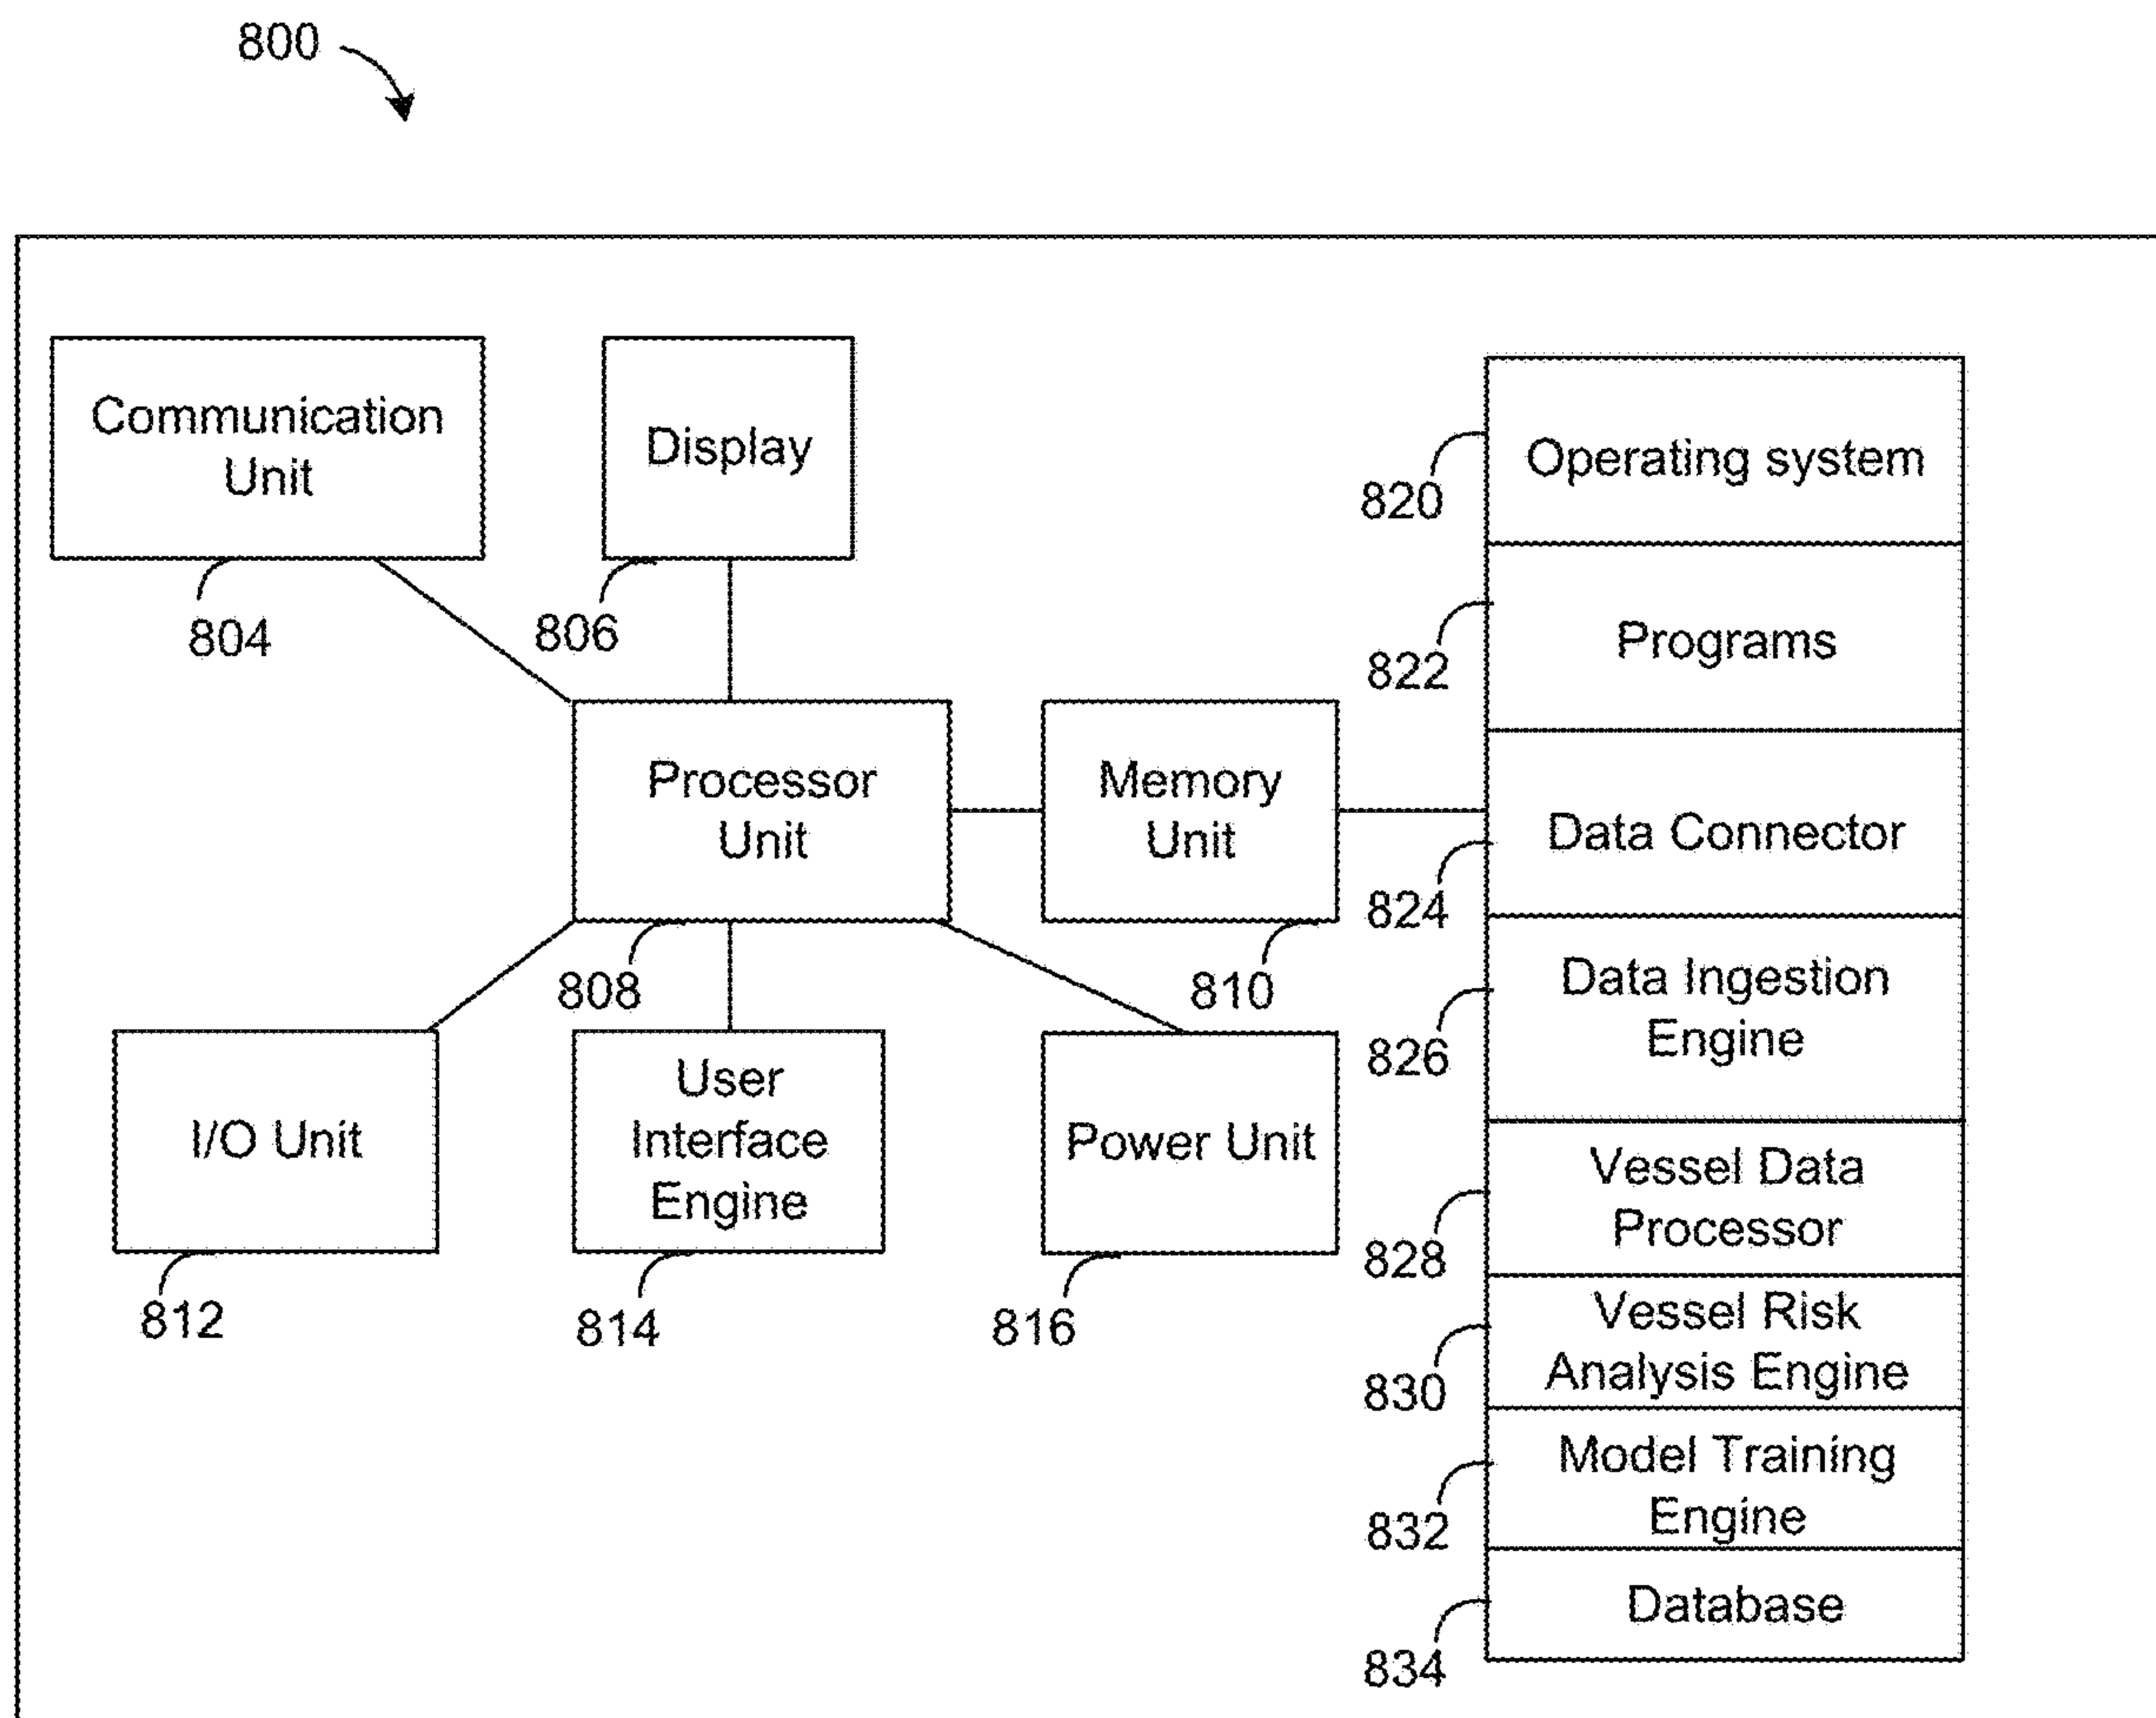 800
Communication
Unit
804
Display
806
Processor
Unit
808
Memory
Unit
810
I/O Unit
812
User
Interface
Engine
814
Power Unit
816
Operating system
820
Programs
822
Data Connector
824
Data Ingestion
Engine
826
Vessel Data
Processor
828
Vessel Risk
Analysis Engine
830
Model Training
Engine
832
Database
834